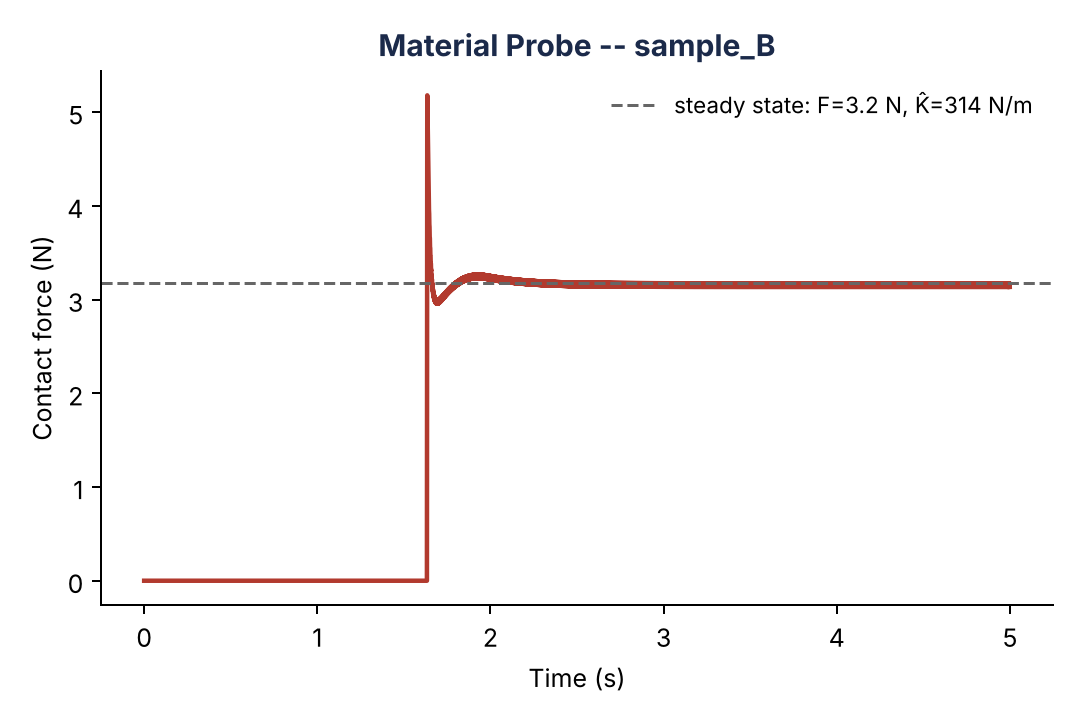 Material Probe -- sample_B
steady state: F=3.2 N, K̂=314 N/m
Contact force (N)
5
4
3
2
1
0
0 1 2 3 4 5
Time (s)